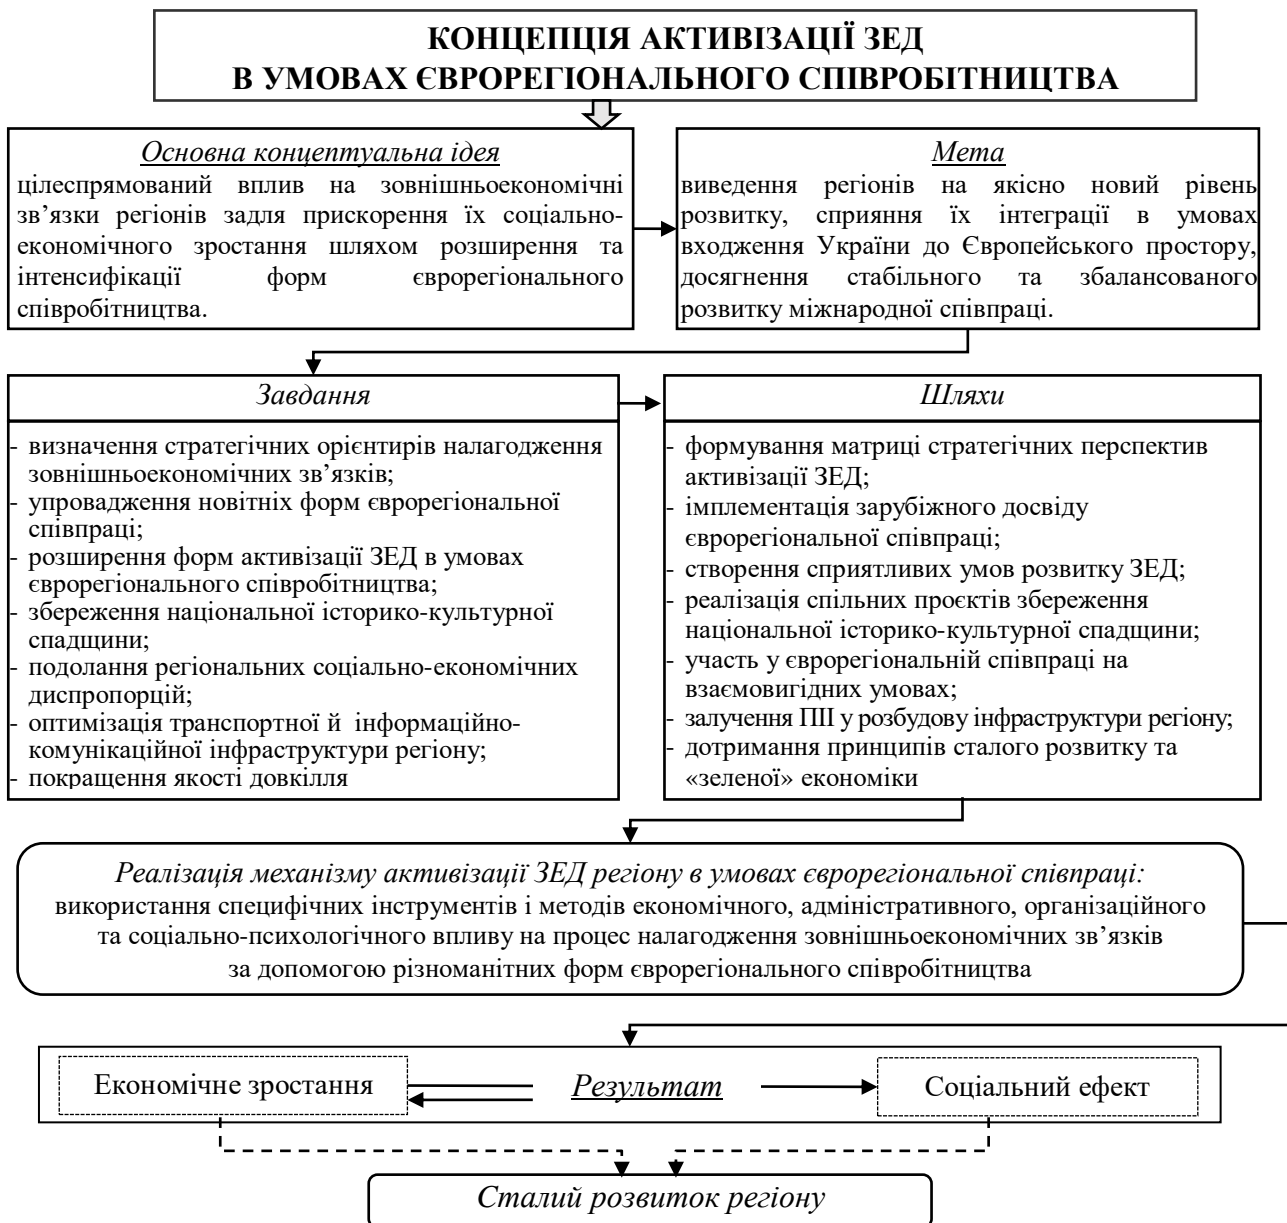 КОНЦЕПЦІЯ АКТИВІЗАЦІЇ ЗЕД
В УМОВАХ ЄВРОРЕГІОНАЛЬНОГО СПІВРОБІТНИЦТВА
Основна концептуальна ідея
цілеспрямований вплив на зовнішньоекономічні
зв’язки регіонів задля прискорення їх соціально-
економічного зростання шляхом розширення та
інтенсифікації форм єврорегіонального
співробітництва.
Мета
виведення регіонів на якісно новий рівень
розвитку, сприяння їх інтеграції в умовах
входження України до Європейського простору,
досягнення стабільного та збалансованого
розвитку міжнародної співпраці.
Завдання
- визначення стратегічних орієнтирів налагодження
зовнішньоекономічних зв’язків;
- упровадження новітніх форм єврорегіональної
співпраці;
- розширення форм активізації ЗЕД в умовах
єврорегіонального співробітництва;
- збереження національної історико-культурної
спадщини;
- подолання регіональних соціально-економічних
диспропорцій;
- оптимізація транспортної й інформаційно-
комунікаційної інфраструктури регіону;
- покращення якості довкілля
Шляхи
- формування матриці стратегічних перспектив
активізації ЗЕД;
- імплементація зарубіжного досвіду
єврорегіональної співпраці;
- створення сприятливих умов розвитку ЗЕД;
- реалізація спільних проєктів збереження
національної історико-культурної спадщини;
- участь у єврорегіональній співпраці на
взаємовигідних умовах;
- залучення ПІІ у розбудову інфраструктури регіону;
- дотримання принципів сталого розвитку та
«зеленої» економіки
Реалізація механізму активізації ЗЕД регіону в умовах єврорегіональної співпраці:
використання специфічних інструментів і методів економічного, адміністративного, організаційного
та соціально-психологічного впливу на процес налагодження зовнішньоекономічних зв’язків
за допомогою різноманітних форм єврорегіонального співробітництва
Економічне зростання
Результат
Соціальний ефект
Сталий розвиток регіону